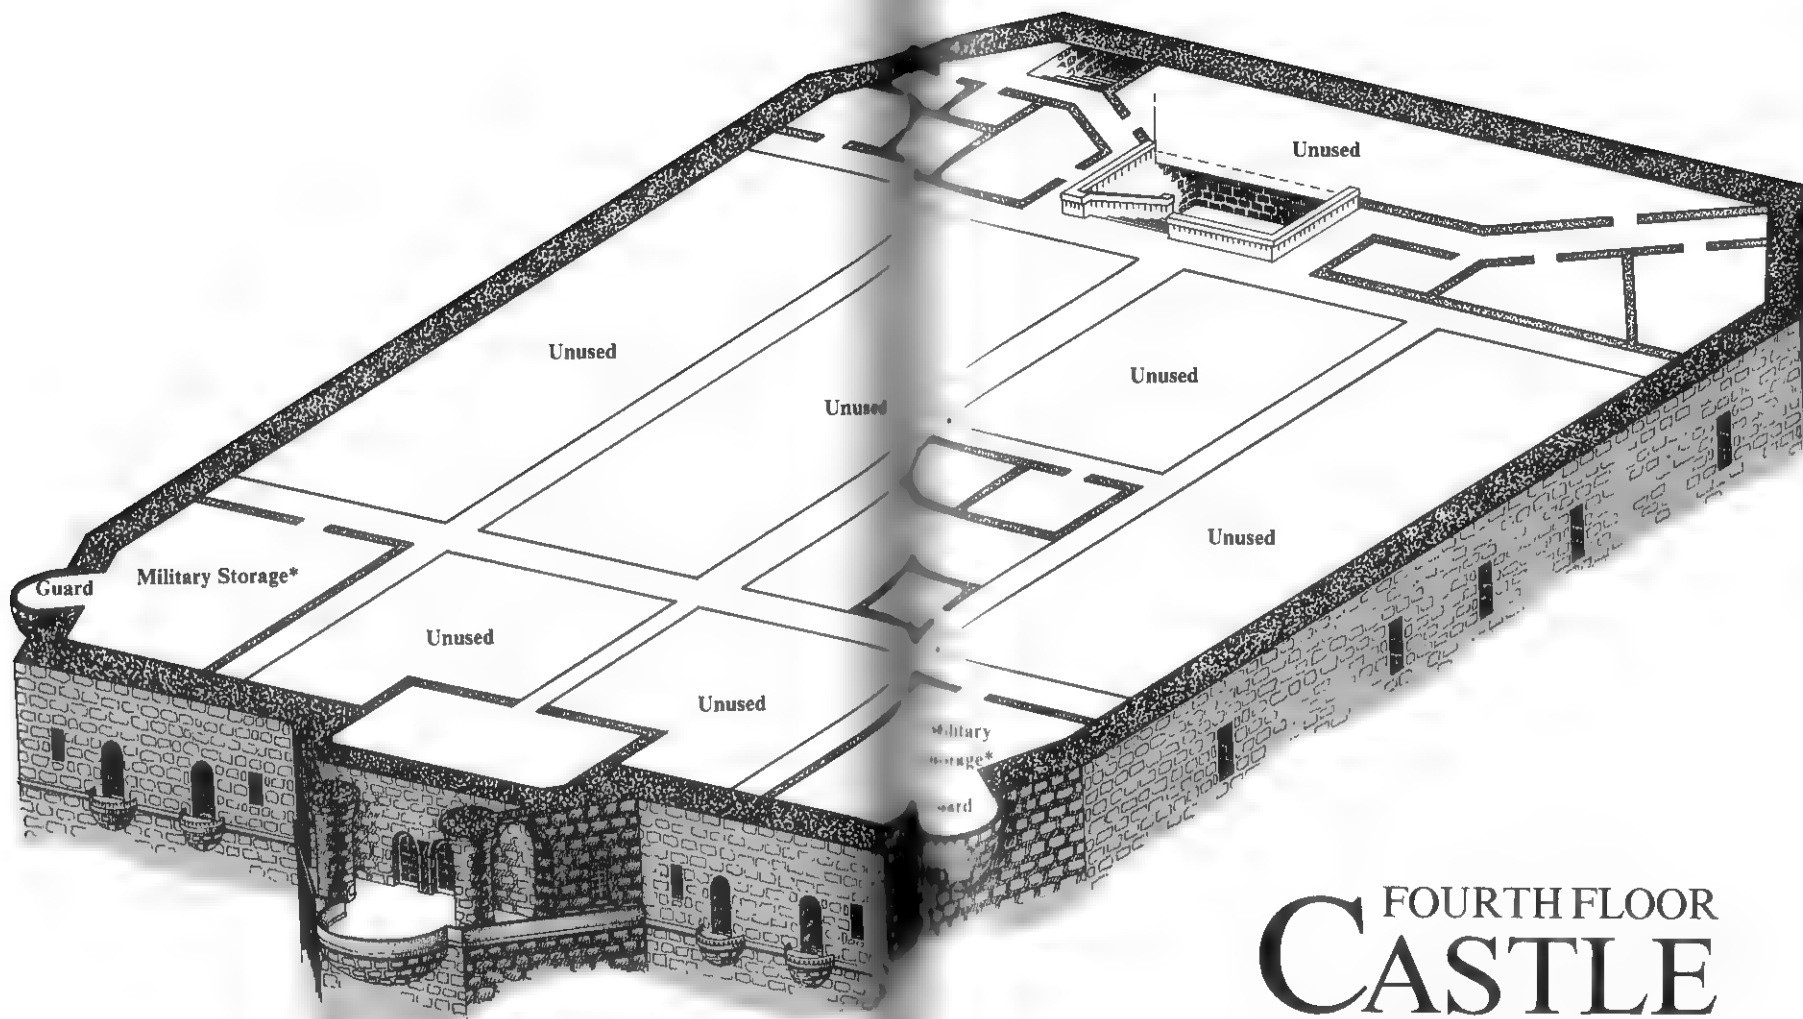 Unused
Unused
Unused
Unused
Unused
Guard
Military Storage*
Unused
Unused
FOURTH FLOOR
CASTLE